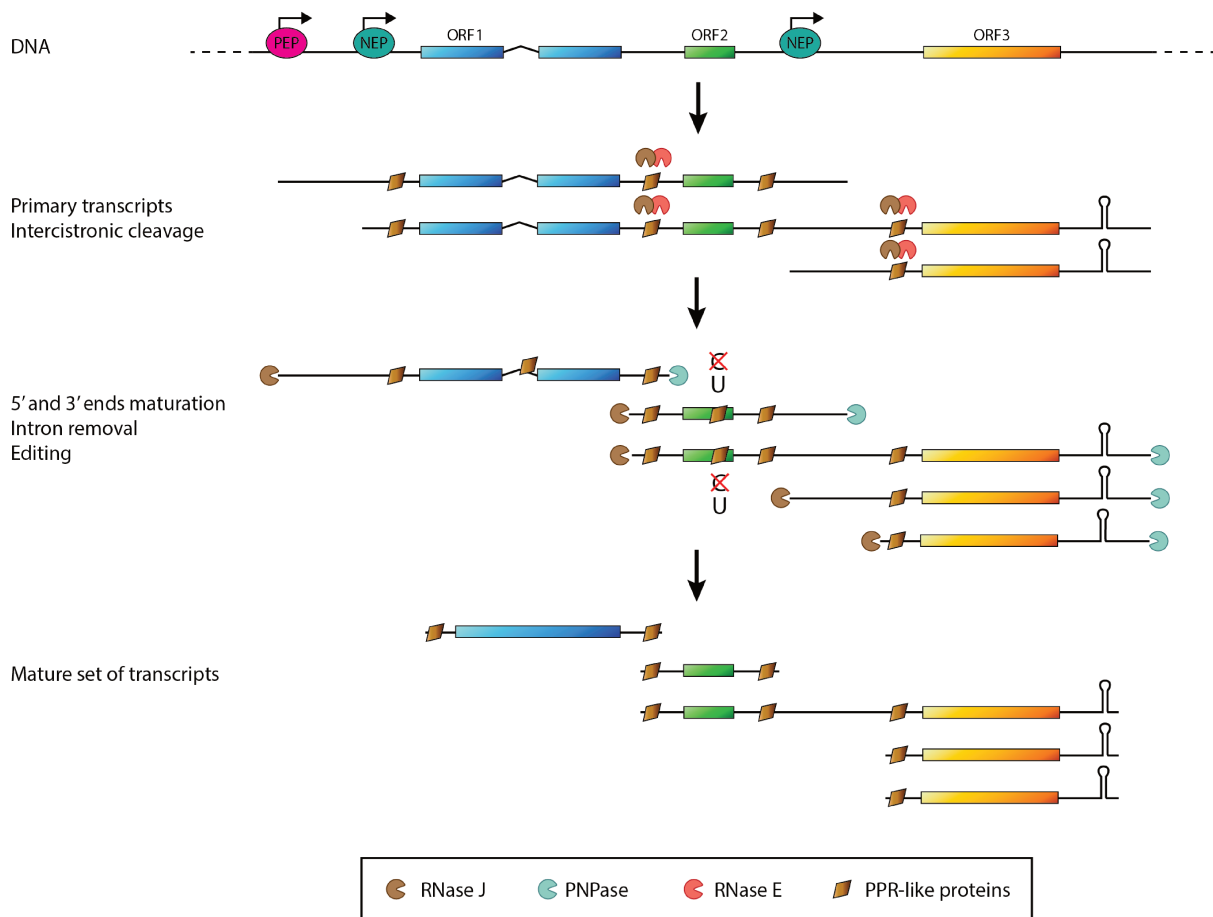 PEP
NEP
ORF1
ORF2
NEP
ORF3
DNA
Primary transcripts
Intercistronic cleavage
C
U
5' and 3' ends maturation
Intron removal
Editing
C
U
Mature set of transcripts
RNase J
PNPase
RNase E
PPR-like proteins